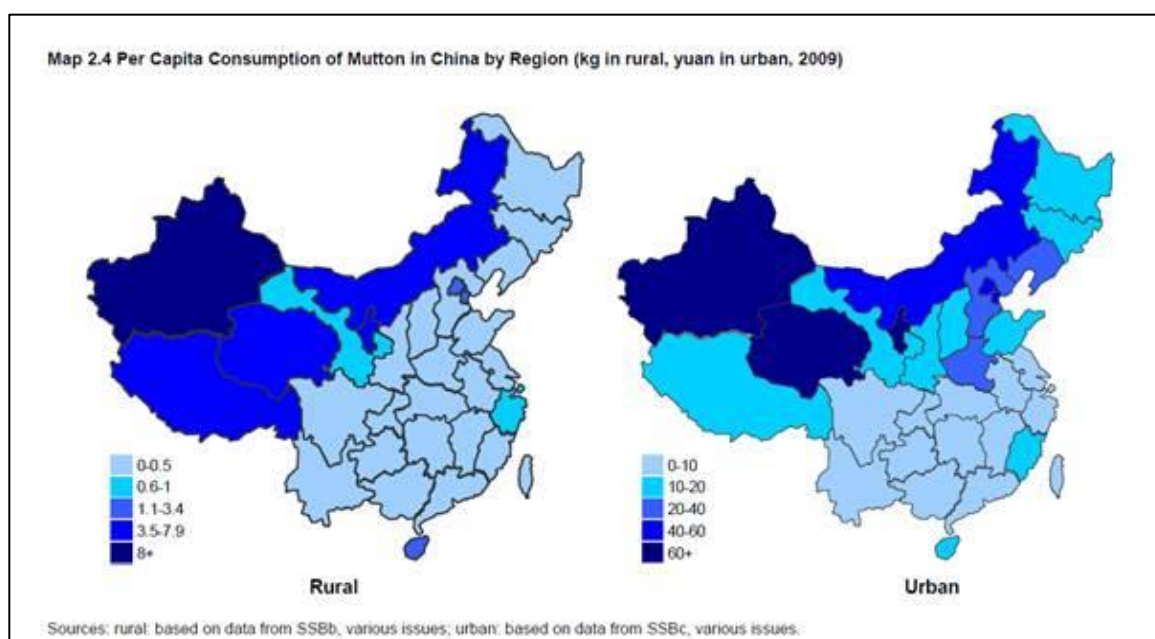 Map 2.4 Per Capita Consumption of Mutton in China by Region (kg in rural, yuan in urban, 2009)
0-0.5
0.6-1
1.1-3.4
3.5-7.9
8+
Rural
0-10
10-20
20-40
40-60
60+
Urban
Sources: rural: based on data from SSBb, various issues; urban: based on data from SSBc, various issues.